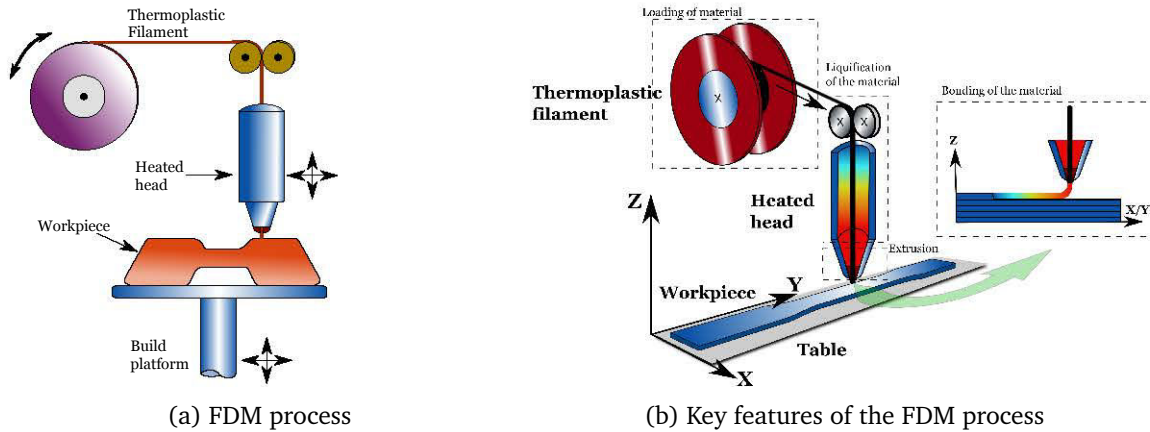 Thermoplastic
Filament
Heated
head
Workpiece
Build
platform
(a) FDM process
Loading of material
Thermoplastic
filament
Liquification
of the material
Bonding of the material
Z
X/Y
Heated
head
Z
Extrusion
Workpiece
Y
Table
X
X
X X
(b) Key features of the FDM process